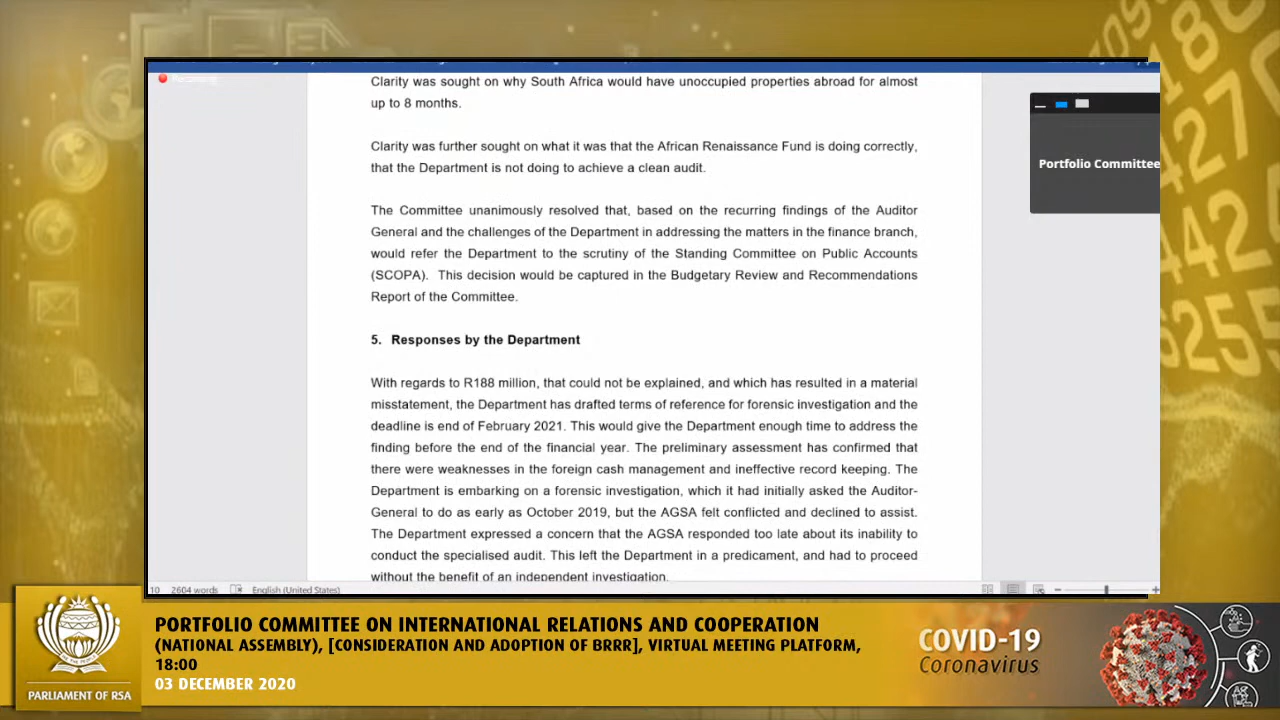 Clarity was sought on why South Africa would have unoccupied properties abroad for almost
up to 8 months.
Clarity was further sought on what it was that the African Renaissance Fund is doing correctly,
that the Department is not doing to achieve a clean audit.
The Committee unanimously resolved that, based on the recurring findings of the Auditor
General and the challenges of the Department in addressing the matters in the finance branch,
would refer the Department to the scrutiny of the Standing Committee on Public Accounts
(SCOPA). This decision would be captured in the Budgetary Review and Recommendations
Report of the Committee.
5. Responses by the Department
With regards to R188 million, that could not be explained, and which has resulted in a material
misstatement, the Department has drafted terms of reference for forensic investigation and the
deadline is end of February 2021. This would give the Department enough time to address the
finding before the end of the financial year. The preliminary assessment has confirmed that
there were weaknesses in the foreign cash management and ineffective record keeping. The
Department is embarking on a forensic investigation, which it had initially asked the Auditor-
General to do as early as October 2019, but the AGSA felt conflicted and declined to assist.
The Department expressed a concern that the AGSA responded too late about its inability to
conduct the specialised audit. This left the Department in a predicament, and had to proceed
without the benefit of an independent investigation.
Portfolio Committee
10 2604 words English (United States)
PARLIAMENT OF RSA
PORTFOLIO COMMITTEE ON INTERNATIONAL RELATIONS AND COOPERATION
(NATIONAL ASSEMBLY), [CONSIDERATION AND ADOPTION OF BRRR], VIRTUAL MEETING PLATFORM,
18:00
03 DECEMBER 2020
COVID-19
Coronavirus